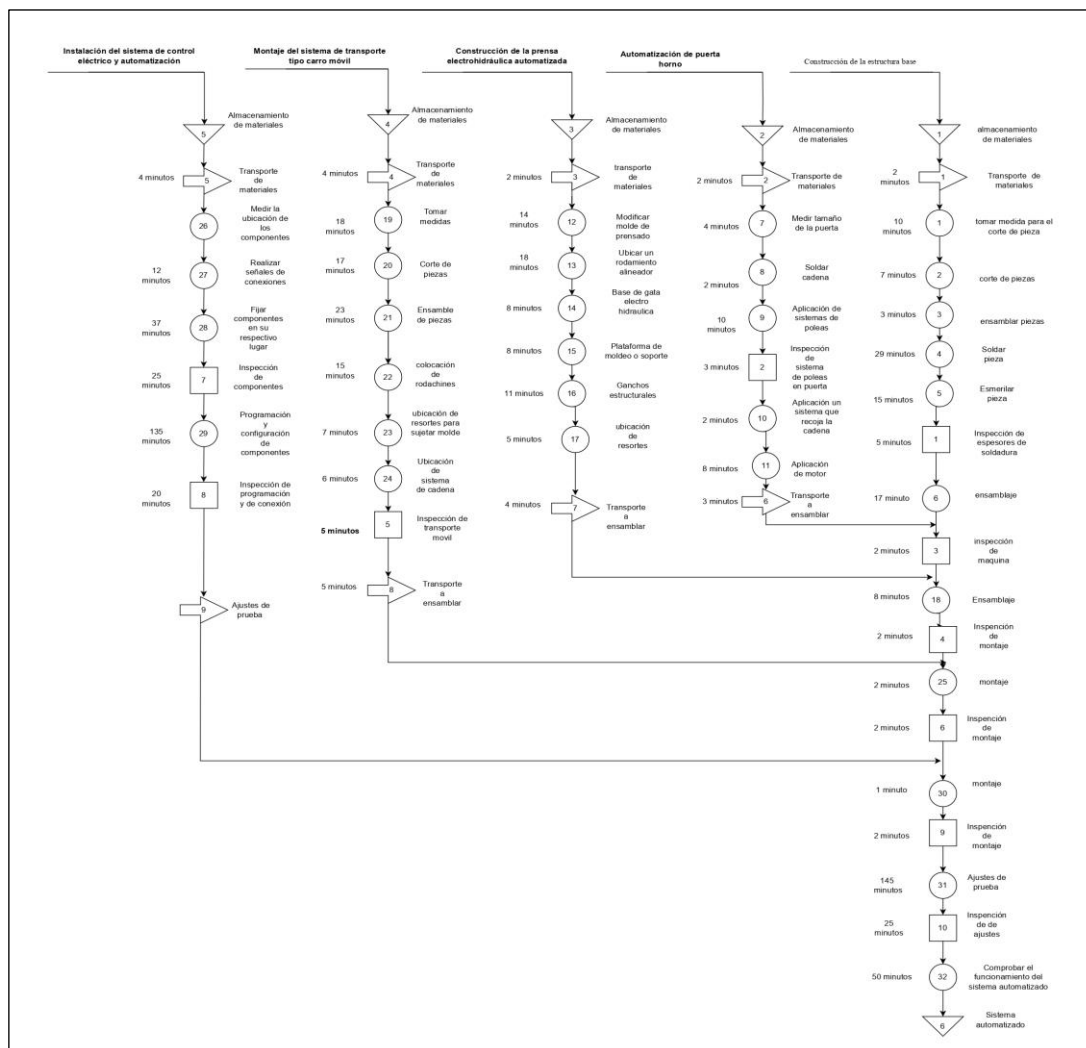 Instalación del sistema de control
eléctrico y automatización
5
Almacenamiento
de materiales
4 minutos
5
Transporte
de
materiales
26
Medir la
ubicación de
los
componentes
12
minutos
27
Realizar
señales de
conexiones
37
minutos
28
Fijar
componentes
en su
respectivo
lugar
25
minutos
7
Inspección
de
componentes
135
minutos
29
Programación
y
configuración
de
componentes
20
minutos
8
Inspección de
programación
y de conexión
9
Ajustes de
prueba
Montaje del sistema de transporte
tipo carro móvil
4
Almacenamiento
de materiales
4 minutos
4
Transporte
de
materiales
18
minutos
19
Tomar
medidas
17
minutos
20
Corte de
piezas
23
minutos
21
Ensamble
de piezas
15
minutos
22
colocación
de
rodachines
7 minutos
23
ubicación de
resortes para
sujetar molde
6 minutos
24
Ubicación
de
sistema
de cadena
5 minutos
5
Inspección de
transporte
movil
5 minutos
8
Transporte
a
ensamblar
Construcción de la prensa
electrohidráulica automatizada
3
Almacenamiento
de materiales
2 minutos
3
transporte
de
materiales
14
minutos
12
Modificar
molde de
prensado
18
minutos
13
Ubicar un
rodamiento
alineador
8 minutos
14
Base de gata
electro
hidraulica
8 minutos
15
Plataforma
de
moldeo o soporte
11 minutos
16
Ganchos
estructurales
5 minutos
17
ubicación
de
resortes
4 minutos
7
Transporte
a
ensamblar
Automatización de puerta
horno
2
Almacenamiento
de materiales
2 minutos
2
Transporte de
materiales
4 minutos
7
Medir tamaño
de la puerta
2 minutos
8
Soldar
cadena
10
minutos
9
Aplicación de
sistemas de
poleas
3 minutos
2
Inspección
de
sistema
de poleas
en puerta
2 minutos
10
Aplicación un
sistema que
recoja la
cadena
8 minutos
11
Aplicación
de motor
3 minutos
6
Transporte
a
ensamblar
Construcción de la estructura base
1
almacenamiento
de
materiales
2
minutos
1
Transporte de
materiales
10
minutos
1
tomar medida para el
corte de pieza
7 minutos
2
corte de piezas
3 minutos
3
ensamblar piezas
29 minutos
4
Soldar
pieza
15 minutos
5
Esmerilar
pieza
5 minutos
1
Inspección de
espesores de
soldadura
17 minuto
6
ensamblaje
2 minutos
3
inspección
de
maquina
8 minutos
18
Ensamblaje
2 minutos
4
Inspención
de
montaje
2 minutos
25
montaje
2 minutos
6
Inspención
de
montaje
1 minuto
30
montaje
2 minutos
9
Inspención
de
montaje
145
minutos
31
Ajustes de
prueba
25
minutos
10
Inspención
de de
ajustes
50 minutos
32
Comprobar el
funcionamiento del
sistema automatizado
6
Sistema
automatizado